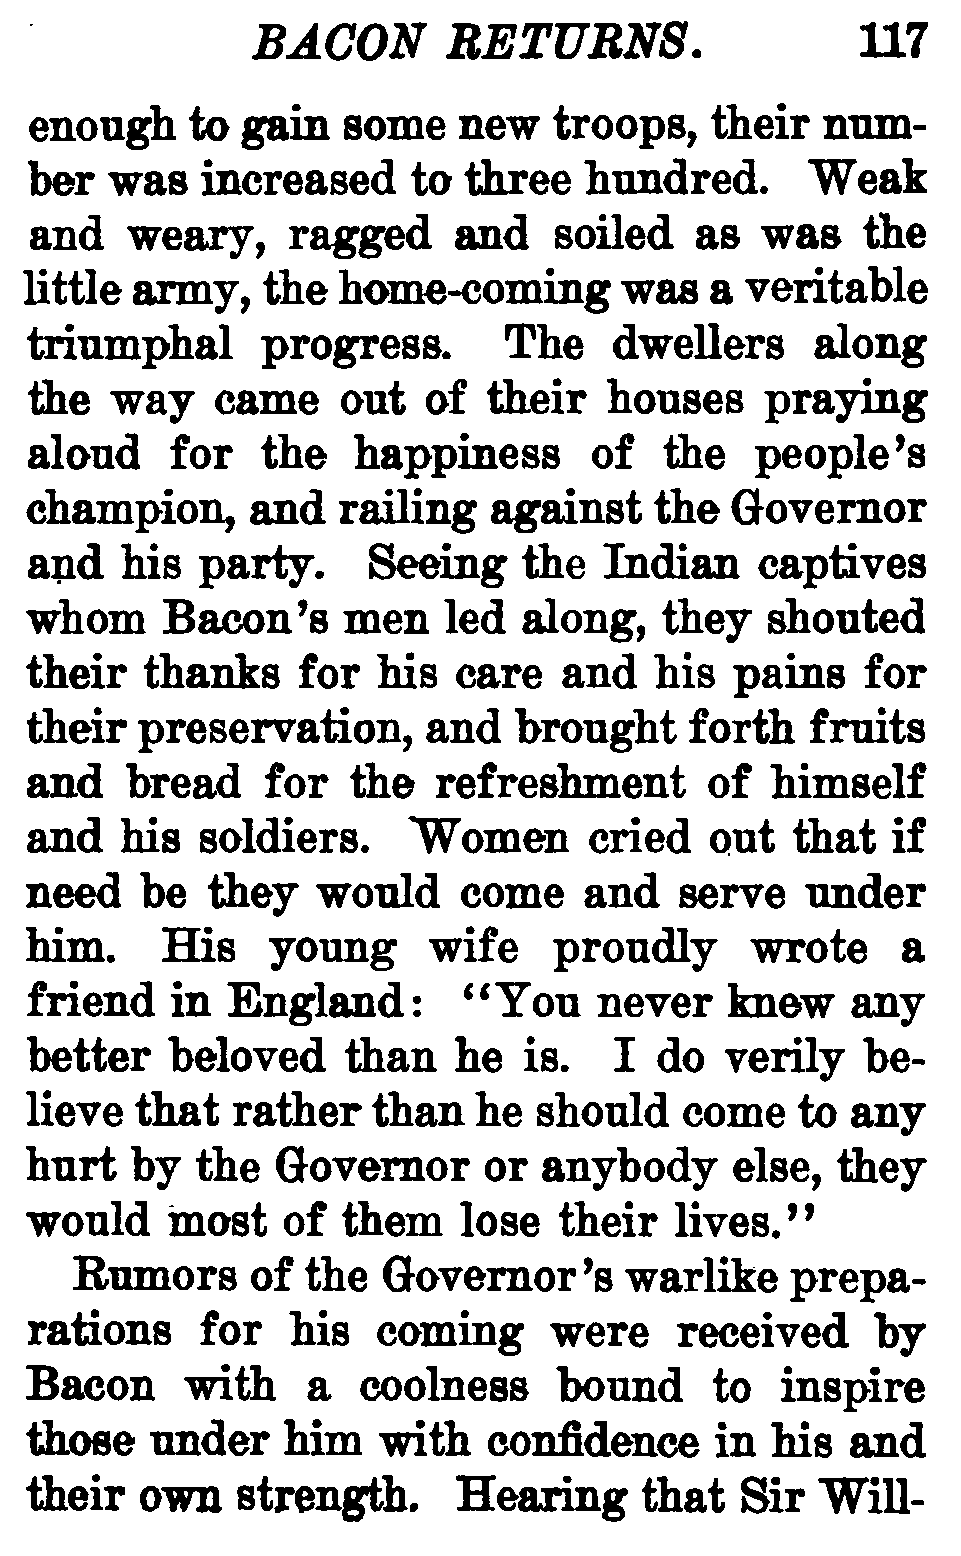 BACON RETURNS. 117
enough to gain some new troops, their num-
ber was increased to three hundred. Weak
and weary, ragged and soiled as was the
little army, the home-coming was a veritable
triumphal progress. The dwellers along
the way came out of their houses praying
aloud for the happiness of the people's
champion, and railing against the Governor
and his party. Seeing the Indian captives
whom Bacon's men led along, they shouted
their thanks for his care and his pains for
their preservation, and brought forth fruits
and bread for the refreshment of himself
and his soldiers. Women cried out that if
need be they would come and serve under
him. His young wife proudly wrote a
friend in England: "You never knew any
better beloved than he is. I do verily be-
lieve that rather than he should come to any
hurt by the Governor or anybody else, they
would most of them lose their lives."
Rumors of the Governor's warlike prepa-
rations for his coming were received by
Bacon with a coolness bound to inspire
those under him with confidence in his and
their own strength. Hearing that Sir Will-